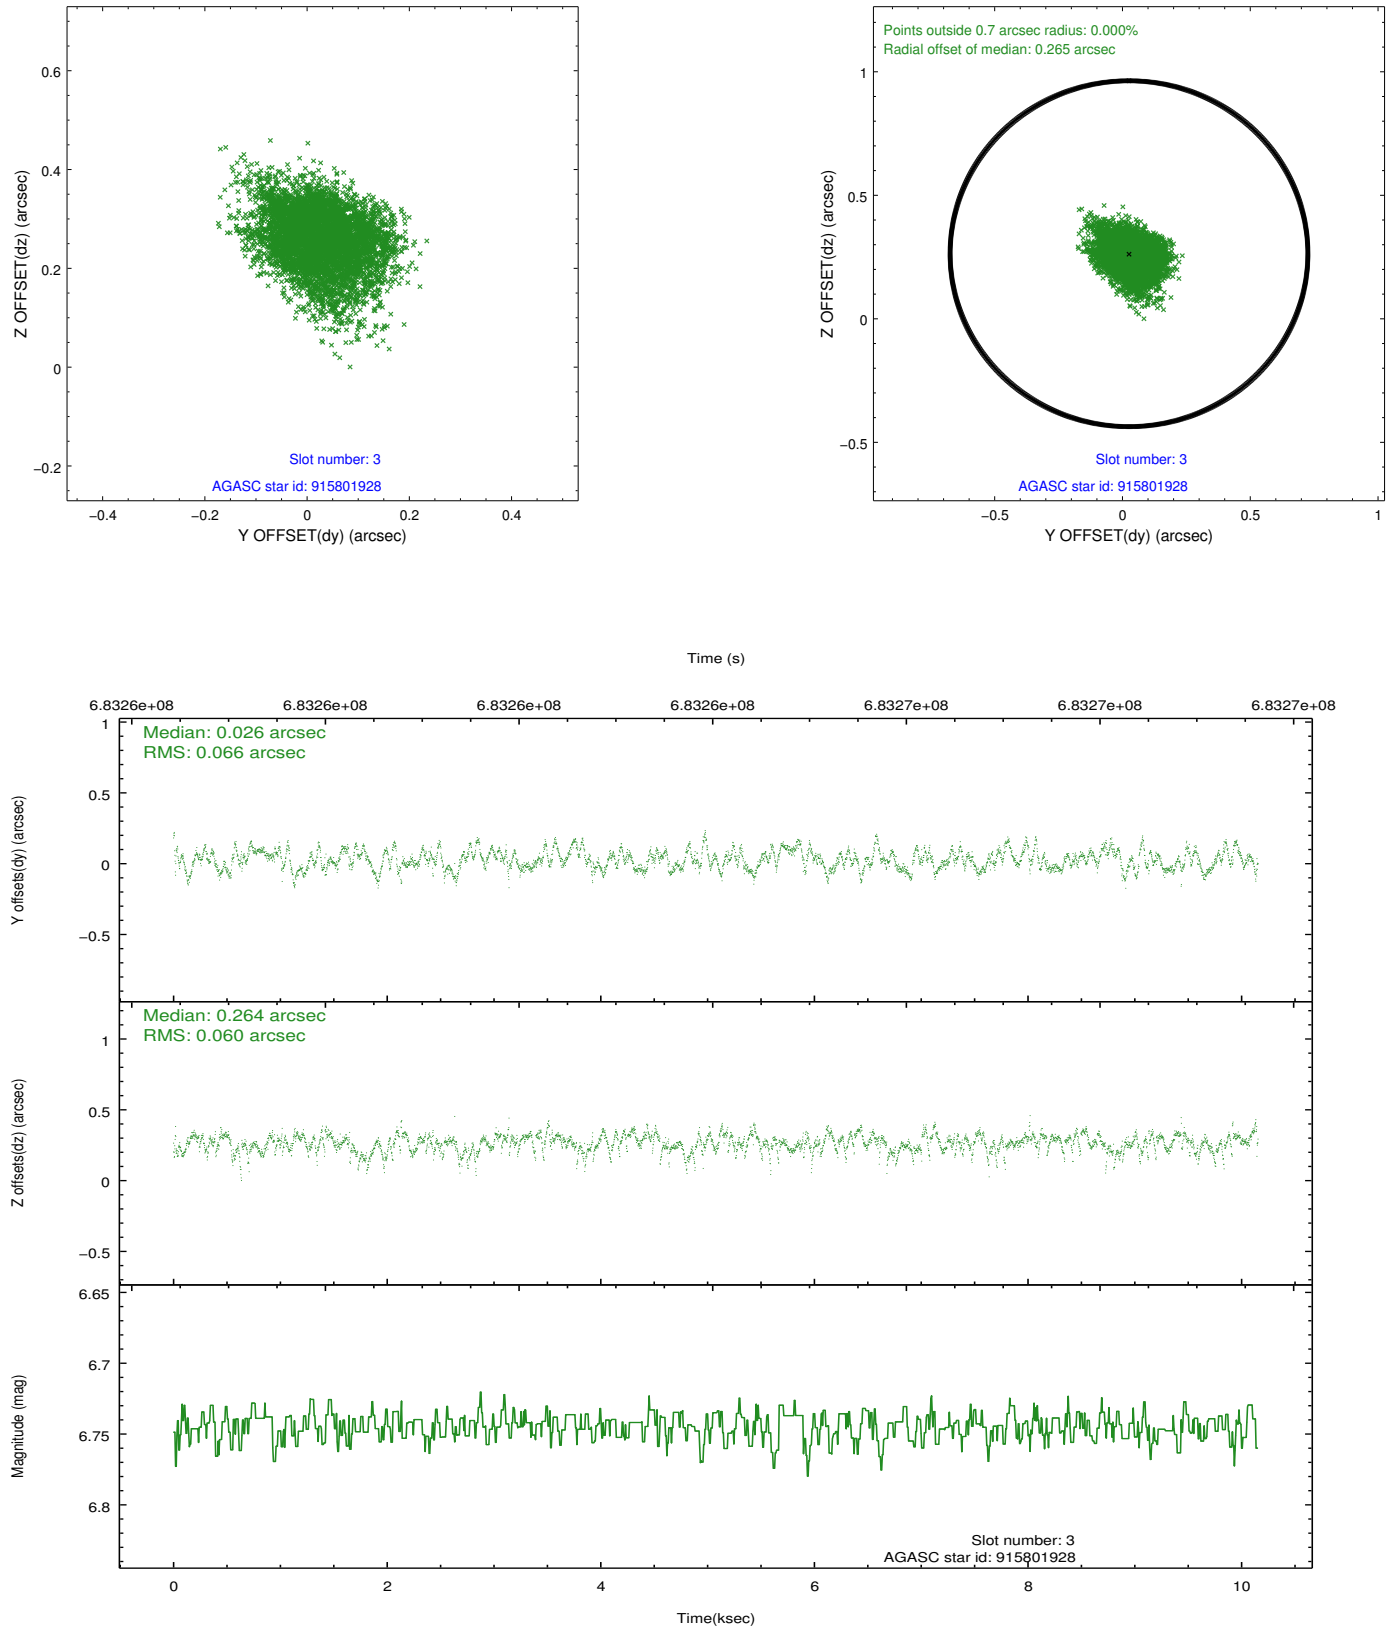 0.6
0.4
0.2
0
−0.2
Z OFFSET(dz) (arcsec)
Slot number: 3
AGASC star id: 915801928
−0.4 −0.2 0 0.2 0.4
Y OFFSET(dy) (arcsec)
Points outside 0.7 arcsec radius: 0.000%
Radial offset of median: 0.265 arcsec
1
0.5
0
−0.5
Z OFFSET(dz) (arcsec)
Slot number: 3
AGASC star id: 915801928
−0.5 0 0.5 1
Y OFFSET(dy) (arcsec)
Time (s)
6.8326e+08 6.8326e+08 6.8326e+08 6.8326e+08 6.8327e+08 6.8327e+08 6.8327e+08
Median: 0.026 arcsec
RMS: 0.066 arcsec
1
0.5
0
−0.5
Y offsets(dy) (arcsec)
Median: 0.264 arcsec
RMS: 0.060 arcsec
1
0.5
0
−0.5
Z offsets(dz) (arcsec)
6.65
6.7
6.75
6.8
Magnitude (mag)
Slot number: 3
AGASC star id: 915801928
0 2 4 6 8 10
Time(ksec)